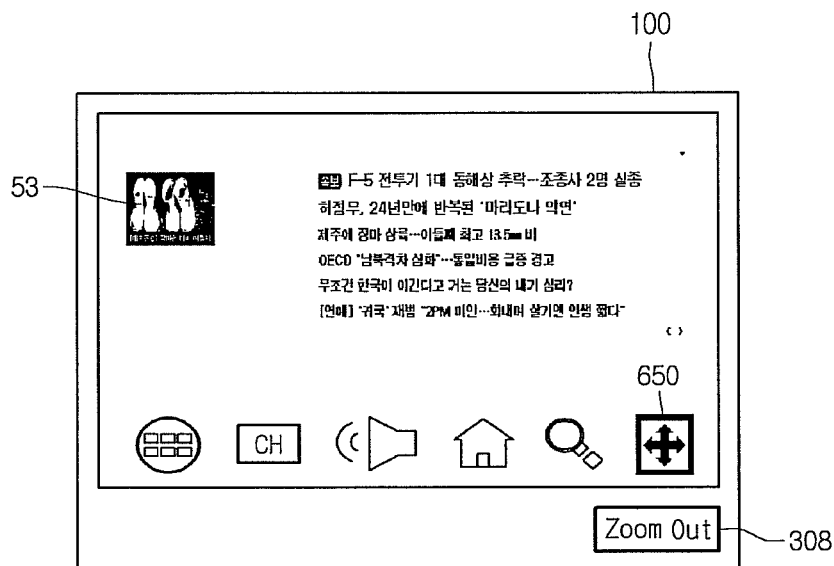 100
53
속보 F-5 전투기 1대 동해상 추락…조종사 2명 실종
허정무, 24년만에 반복된 '마라도나 악연'
제주에 장마 상륙…이틀째 최고 13.5㎜ 비
OECD "남북격차 심화"…통일비용 급증 경고
무조건 한국이 이긴다고 거는 당신의 내기 심리?
[연예] '귀국' 재범 "2PM 미안…화내며 살기엔 인생 짧다"
650
CH
Zoom Out
308